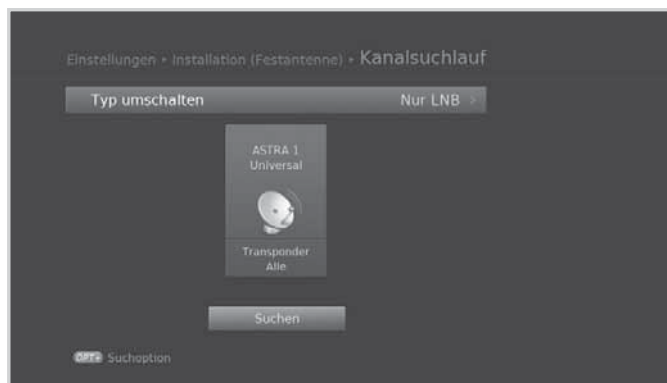 Einstellungen • Installation (Festantenne) • Kanalsuchlauf
Typ umschalten Nur LNB >
ASTRA 1
Universal
Transponder
Alle
Suchen
OPT+ Suchoption